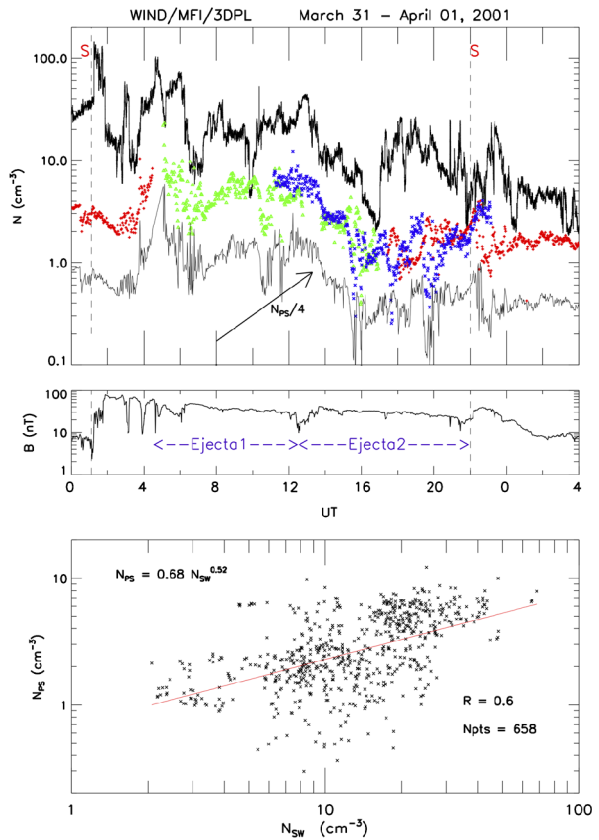 WIND/MFI/3DPL March 31 – April 01, 2001
S S
100.0
10.0
1.0
0.1
N (cm⁻³)
N_PS/4
100
10
1
B (nT)
<--Ejecta1---> <---Ejecta2---->
0 4 8 12 16 20 0 4
UT
N_PS = 0.68 N_SW^0.52
10
1
N_PS (cm⁻³)
R = 0.6
Npts = 658
1 10 100
N_SW (cm⁻³)